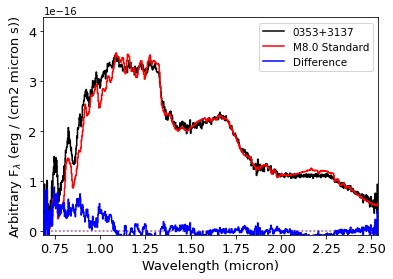 1e−16
0353+3137
M8.0 Standard
Difference
Arbitrary Fλ (erg / (cm2 micron s))
4
3
2
1
0
0.75 1.00 1.25 1.50 1.75 2.00 2.25 2.50
Wavelength (micron)